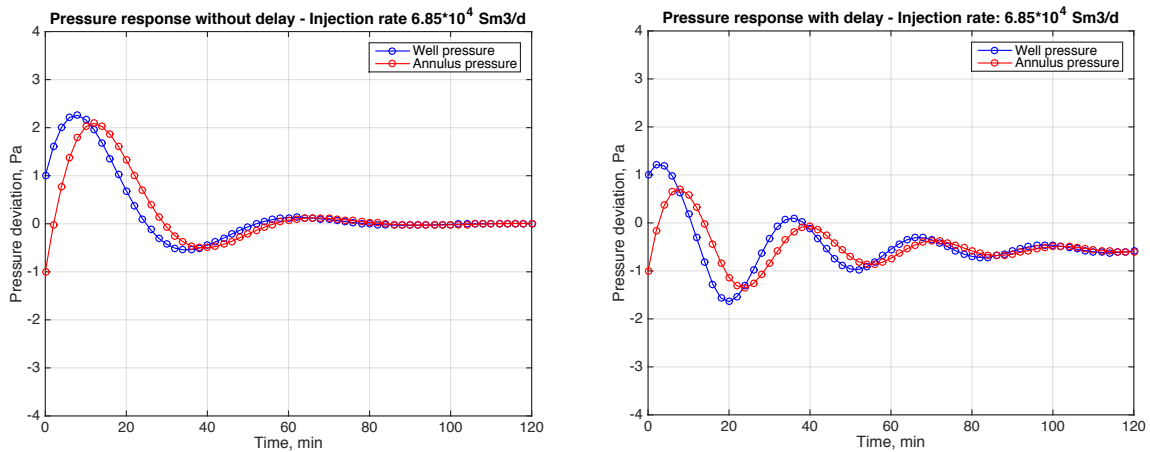 Pressure response without delay - Injection rate 6.85*10^4 Sm3/d
4
3
2
1
0
-1
-2
-3
-4
Pressure deviation, Pa
Well pressure
Annulus pressure
0 20 40 60 80 100 120
Time, min
Pressure response with delay - Injection rate: 6.85*10^4 Sm3/d
4
3
2
1
0
-1
-2
-3
-4
Pressure deviation, Pa
Well pressure
Annulus pressure
0 20 40 60 80 100 120
Time, min